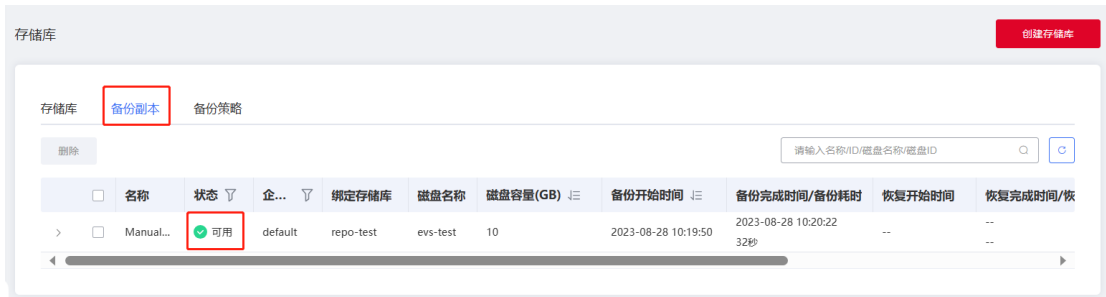 存储库
创建存储库
存储库 备份副本 备份策略
删除 请输入名称/ID/磁盘名称/磁盘ID
名称 状态 企... 绑定存储库 磁盘名称 磁盘容量(GB) 备份开始时间 备份完成时间/备份耗时 恢复开始时间 恢复完成时间/恢
Manual... 可用 default repo-test evs-test 10 2023-08-28 10:19:50 2023-08-28 10:20:22 -- --
32秒 --